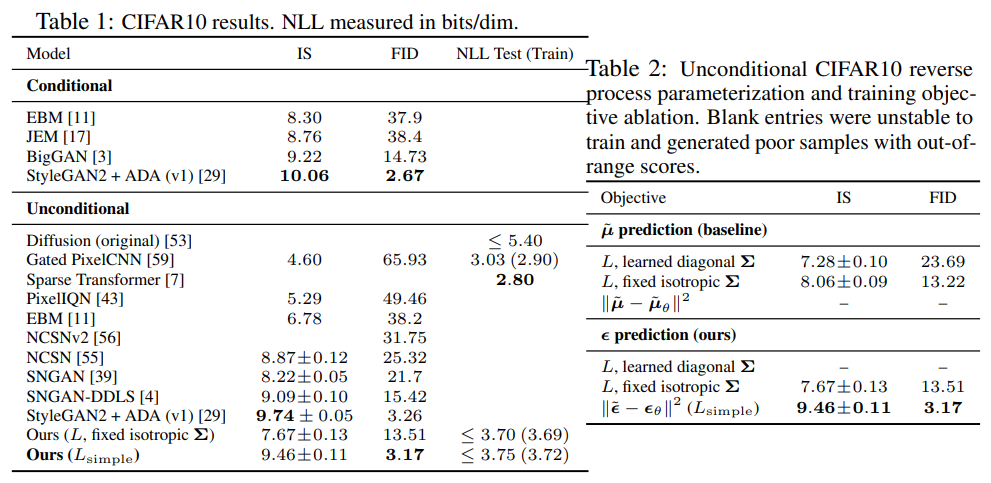 Table 1: CIFAR10 results. NLL measured in bits/dim.
Model IS FID NLL Test (Train)
Conditional
EBM [11] 8.30 37.9
JEM [17] 8.76 38.4
BigGAN [3] 9.22 14.73
StyleGAN2 + ADA (v1) [29] 10.06 2.67
Unconditional
Diffusion (original) [53] ≤ 5.40
Gated PixelCNN [59] 4.60 65.93 3.03 (2.90)
Sparse Transformer [7] 2.80
PixelIQN [43] 5.29 49.46
EBM [11] 6.78 38.2
NCSNv2 [56] 31.75
NCSN [55] 8.87±0.12 25.32
SNGAN [39] 8.22±0.05 21.7
SNGAN-DDLS [4] 9.09±0.10 15.42
StyleGAN2 + ADA (v1) [29] 9.74 ± 0.05 3.26
Ours (L, fixed isotropic Σ) 7.67±0.13 13.51 ≤ 3.70 (3.69)
Ours (Lsimple) 9.46±0.11 3.17 ≤ 3.75 (3.72)
Table 2: Unconditional CIFAR10 reverse
process parameterization and training objec-
tive ablation. Blank entries were unstable to
train and generated poor samples with out-of-
range scores.
Objective IS FID
μ̃ prediction (baseline)
L, learned diagonal Σ 7.28±0.10 23.69
L, fixed isotropic Σ 8.06±0.09 13.22
‖μ̃ − μ̃θ‖² – –
ϵ prediction (ours)
L, learned diagonal Σ – –
L, fixed isotropic Σ 7.67±0.13 13.51
‖ϵ̃ − ϵθ‖² (Lsimple) 9.46±0.11 3.17